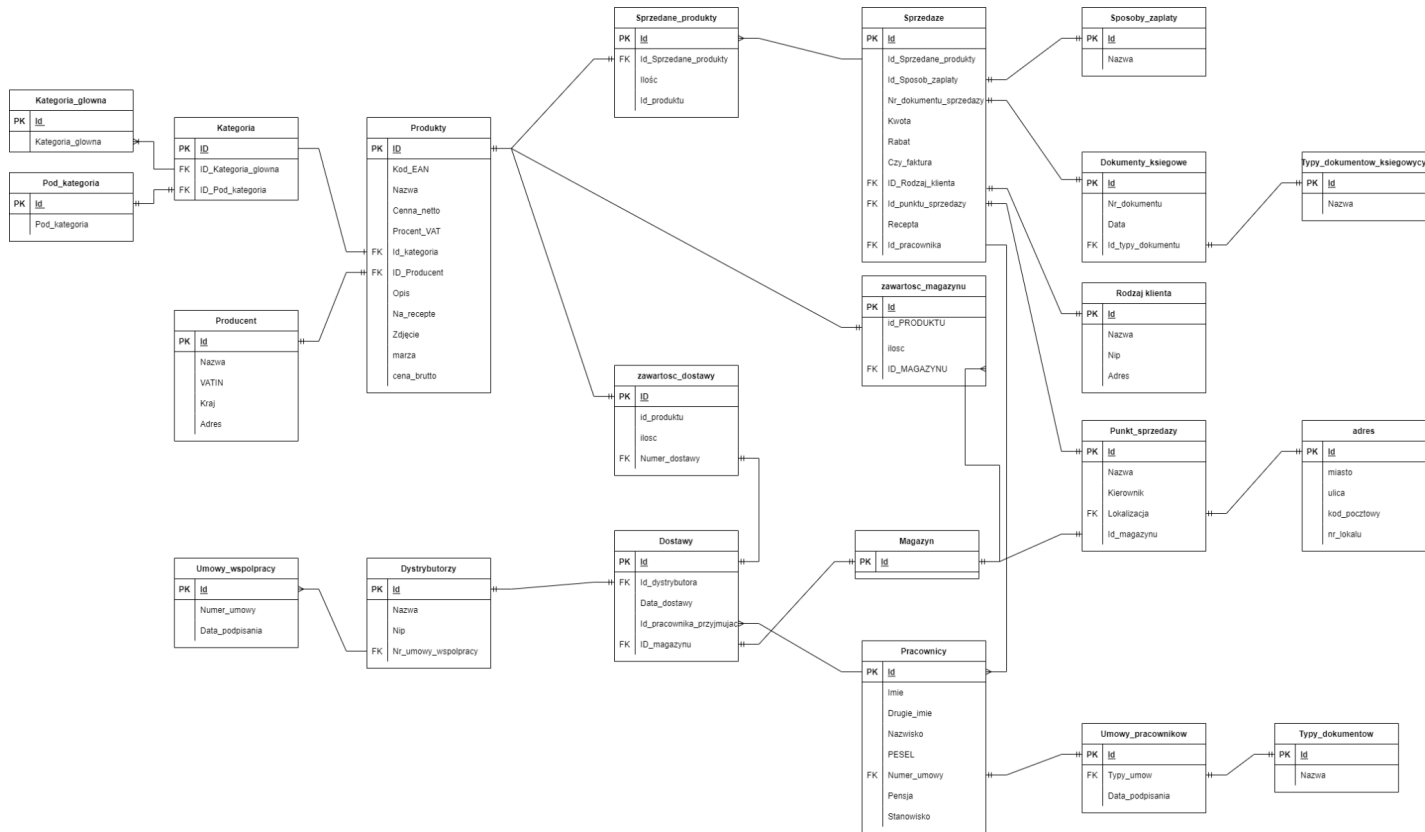 Sprzedane_produkty
PK Id
FK Id_Sprzedane_produkty
Ilośc
Id_produktu
Sprzedaze
PK Id
Id_Sprzedane_produkty
Id_Sposob_zaplaty
Nr_dokumentu_sprzedazy
Kwota
Rabat
Czy_faktura
FK ID_Rodzaj_klienta
FK Id_punktu_sprzedazy
Recepta
FK Id_pracownika
Sposoby_zaplaty
PK Id
Nazwa
Kategoria_glowna
PK Id
Kategoria_glowna
Pod_kategoria
PK Id
Pod_kategoria
Kategoria
PK ID
FK ID_Kategoria_glowna
FK ID_Pod_kategoria
Produkty
PK ID
Kod_EAN
Nazwa
Cenna_netto
Procent_VAT
FK Id_kategoria
FK ID_Producent
Opis
Na_recepte
Zdjęcie
marza
cena_brutto
Dokumenty_ksiegowe
PK Id
Nr_dokumentu
Data
FK Id_typy_dokumentu
Typy_dokumentow_ksiegowycy
PK Id
Nazwa
Producent
PK Id
Nazwa
VATIN
Kraj
Adres
zawartosc_magazynu
PK Id
id_PRODUKTU
ilosc
FK ID_MAGAZYNU
Rodzaj klienta
PK Id
Nazwa
Nip
Adres
zawartosc_dostawy
PK ID
id_produktu
ilosc
FK Numer_dostawy
Punkt_sprzedazy
PK Id
Nazwa
Kierownik
FK Lokalizacja
Id_magazynu
adres
PK Id
miasto
ulica
kod_pocztowy
nr_lokalu
Umowy_wspolpracy
PK Id
Numer_umowy
Data_podpisania
Dystrybutorzy
PK Id
Nazwa
Nip
FK Nr_umowy_wspolpracy
Dostawy
PK Id
FK Id_dystrybutora
Data_dostawy
Id_pracownika_przyjmujac
FK ID_magazynu
Magazyn
PK Id
Pracownicy
PK Id
Imie
Drugie_imie
Nazwisko
PESEL
FK Numer_umowy
Pensja
Stanowisko
Umowy_pracownikow
PK Id
FK Typy_umow
Data_podpisania
Typy_dokumentow
PK Id
Nazwa